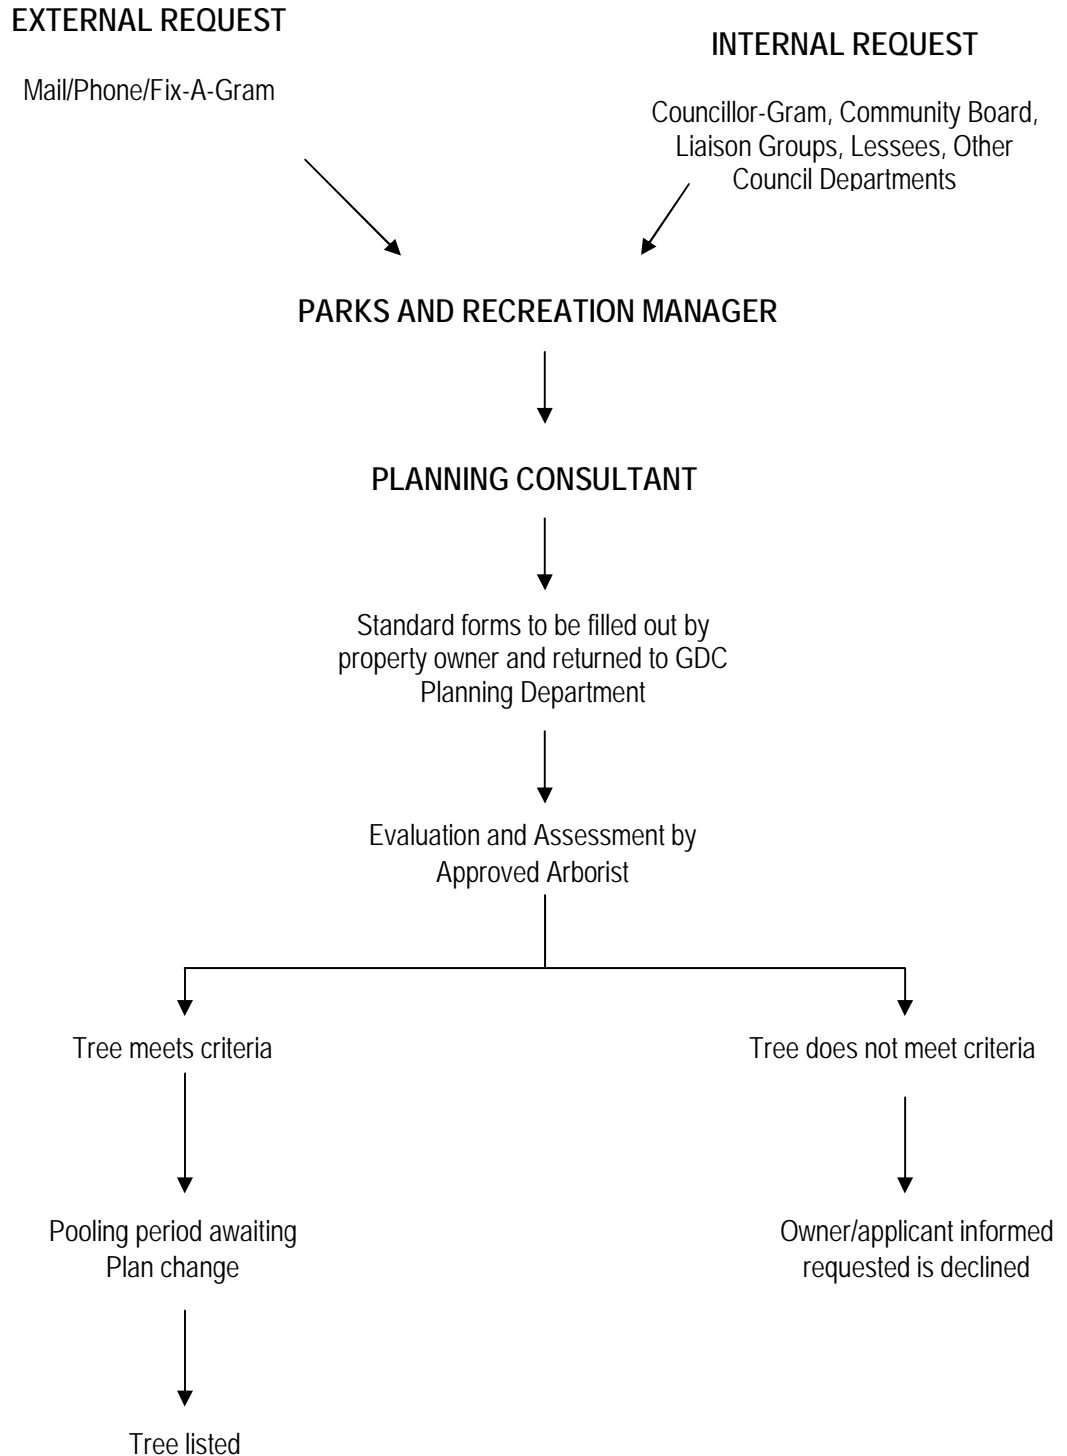 EXTERNAL REQUEST
Mail/Phone/Fix-A-Gram
INTERNAL REQUEST
Councillor-Gram, Community Board,
Liaison Groups, Lessees, Other
Council Departments
PARKS AND RECREATION MANAGER
PLANNING CONSULTANT
Standard forms to be filled out by
property owner and returned to GDC
Planning Department
Evaluation and Assessment by
Approved Arborist
Tree meets criteria
Tree does not meet criteria
Pooling period awaiting
Plan change
Owner/applicant informed
requested is declined
Tree listed